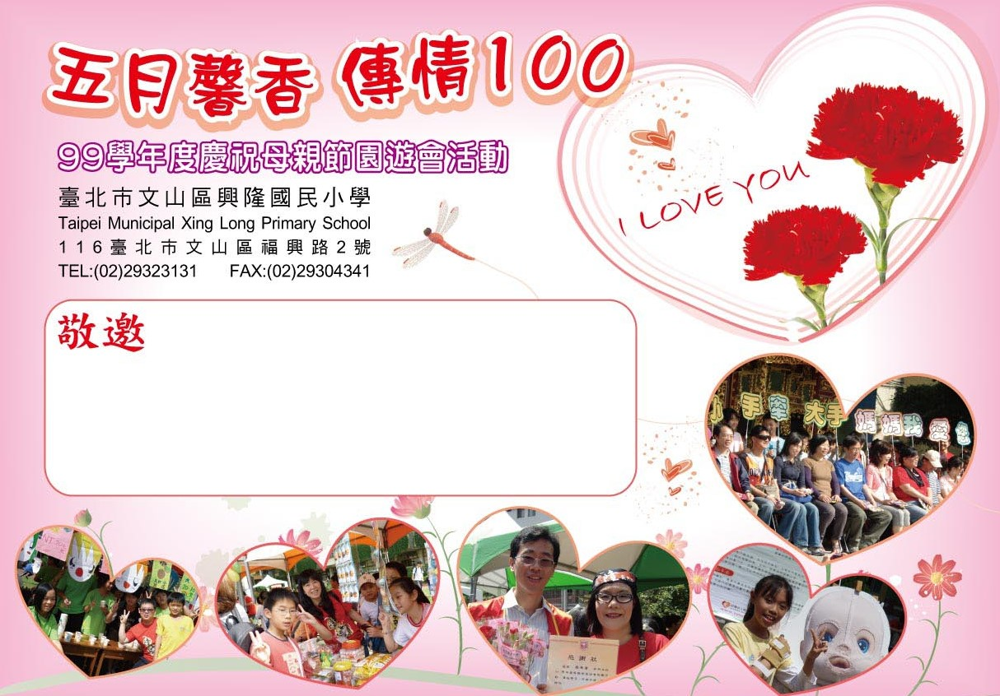 五月馨香 傳情100
99學年度慶祝母親節園遊會活動
臺北市文山區興隆國民小學
Taipei Municipal Xing Long Primary School
116臺北市文山區福興路2號
TEL:(02)29323131 FAX:(02)29304341
I LOVE YOU
敬邀
小手牽大手 媽媽我愛您
感謝狀